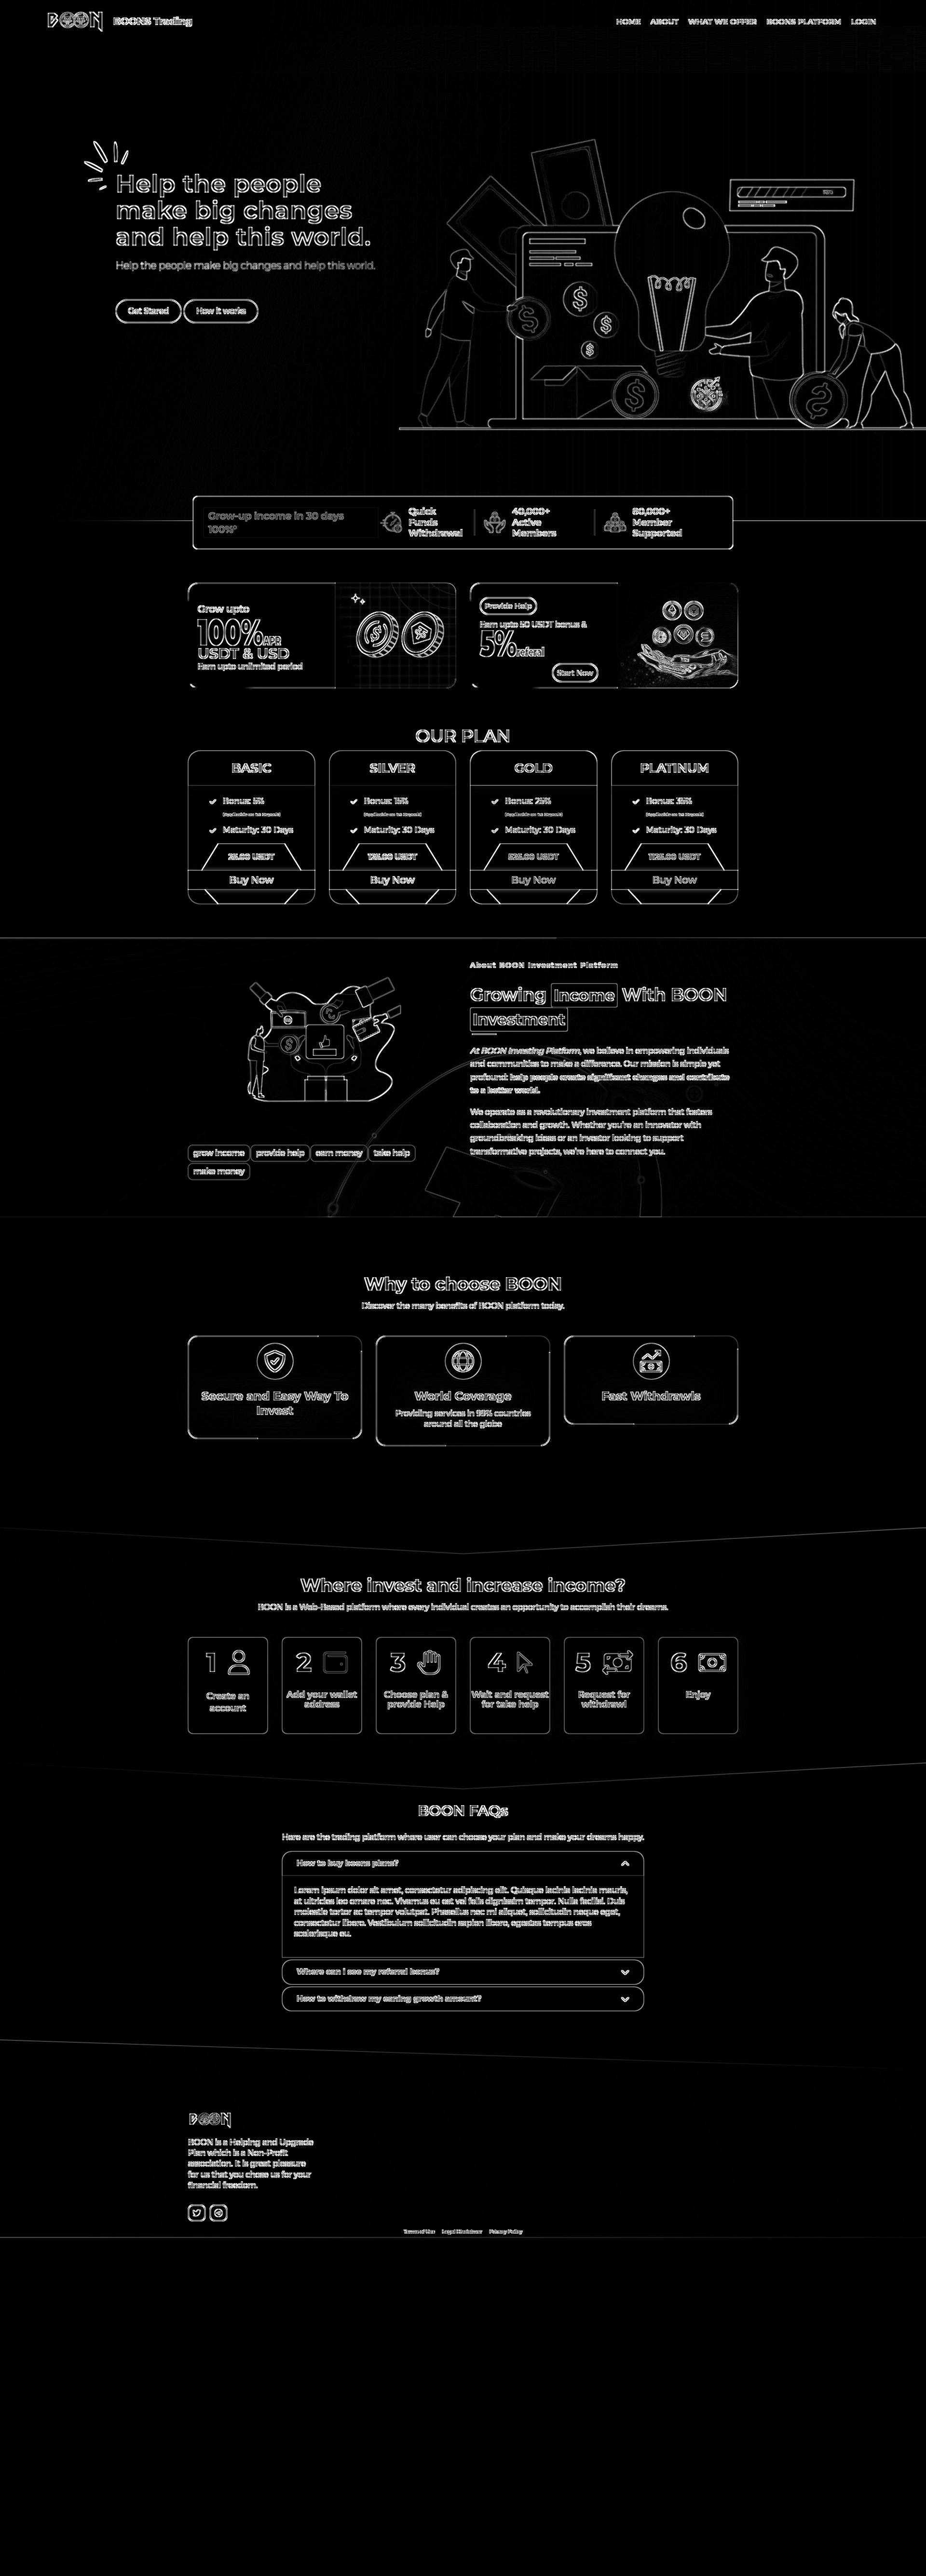 BOON BOONS Trading
HOME ABOUT WHAT WE OFFER BOONS PLATFORM LOGIN
Help the people
make big changes
and help this world.
Help the people make big changes and help this world.
Get Stared How it works
Grow-up income in 30 days
100%*
Quick
Funds
Withdrawal
40,000+
Active
Members
80,000+
Member
Supported
Grow upto
100% APR
USDT & USD
Earn upto unlimited period
Provide Help
Earn upto 50 USDT bonus &
5% referal
Start Now
OUR PLAN
BASIC
Bonus: 5%
Maturity: 30 Days
25.00 USDT
Buy Now
SILVER
Bonus: 15%
Maturity: 30 Days
125.00 USDT
Buy Now
GOLD
Bonus: 25%
Maturity: 30 Days
525.00 USDT
Buy Now
PLATINUM
Bonus: 35%
Maturity: 30 Days
1125.00 USDT
Buy Now
grow income provide help earn money take help
make money
About BOON Investment Platform
Growing Income With BOON
Investment
At BOON Investing Platform, we believe in empowering individuals
and communities to make a difference. Our mission is simple yet
profound: help people create significant changes and contribute
to a better world.
We operate as a revolutionary investment platform that fosters
collaboration and growth. Whether you're an innovator with
groundbreaking ideas or an investor looking to support
transformative projects, we're here to connect you.
Why to choose BOON
Discover the many benefits of BOON platform today.
Secure and Easy Way To
Invest
World Coverage
Providing services in 99% countries
around all the globe
Fast Withdrawls
Where invest and increase income?
BOON is a Web-Based platform where every individual creates an opportunity to accomplish their dreams.
1
Create an
account
2
Add your wallet
address
3
Choose plan &
provide Help
4
Wait and request
for take help
5
Request for
withdrawl
6
Enjoy
BOON FAQs
Here are the trading platform where user can choose your plan and make your dreams happy.
How to buy boons plans?
Lorem ipsum dolor sit amet, consectetur adipiscing elit. Quisque lacinia lacinia mauris,
at ultricies leo ornare nec. Vivamus eu est vel felis dignissim tempor. Nulla facilisi. Duis
molestie tortor ac tempor volutpat. Phasellus nec mi aliquet, sollicitudin neque eget,
consectetur libero. Vestibulum sollicitudin sapien libero, egestas tempus eros
scelerisque eu.
Where can I see my referal bonus?
How to withdraw my earing growth amount?
BOON
BOON is a Helping and Upgrade
Plan which is a Non-Profit
association. It is great pleasure
for us that you chose us for your
financial freedom.
Terms of Use Legal Disclaimer Privacy Policy